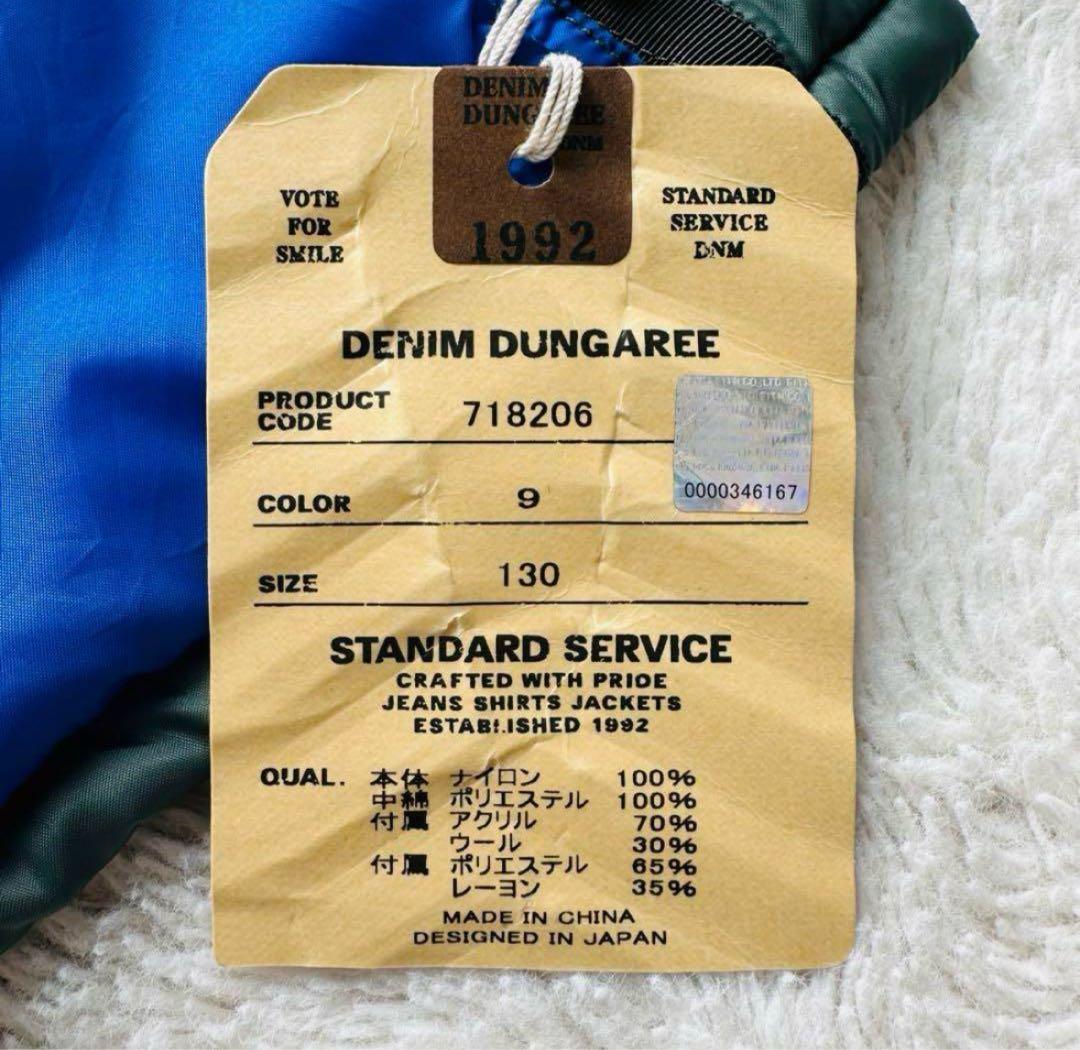 DENIM
DUNGAREE
DNM
1992
VOTE
FOR
SMILE
STANDARD
SERVICE
DNM
DENIM DUNGAREE
PRODUCT
CODE 718206
0000346167
COLOR 9
SIZE 130
STANDARD SERVICE
CRAFTED WITH PRIDE
JEANS SHIRTS JACKETS
ESTABLISHED 1992
QUAL. 本体 ナイロン 100%
中綿 ポリエステル 100%
付属 アクリル 70%
ウール 30%
付属 ポリエステル 65%
レーヨン 35%
MADE IN CHINA
DESIGNED IN JAPAN